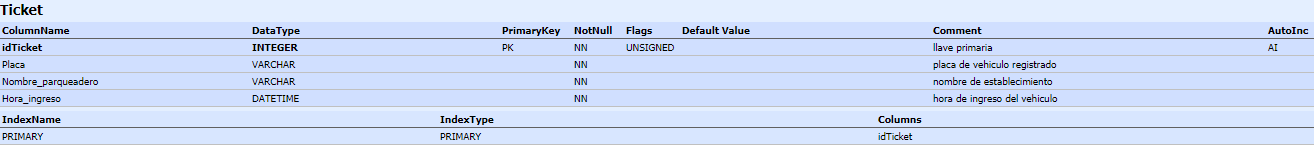 Ticket
ColumnName DataType PrimaryKey NotNull Flags Default Value Comment AutoInc
idTicket INTEGER PK NN UNSIGNED llave primaria AI
Placa VARCHAR NN placa de vehiculo registrado
Nombre_parqueadero VARCHAR NN nombre de establecimiento
Hora_ingreso DATETIME NN hora de ingreso del vehiculo
IndexName IndexType Columns
PRIMARY PRIMARY idTicket